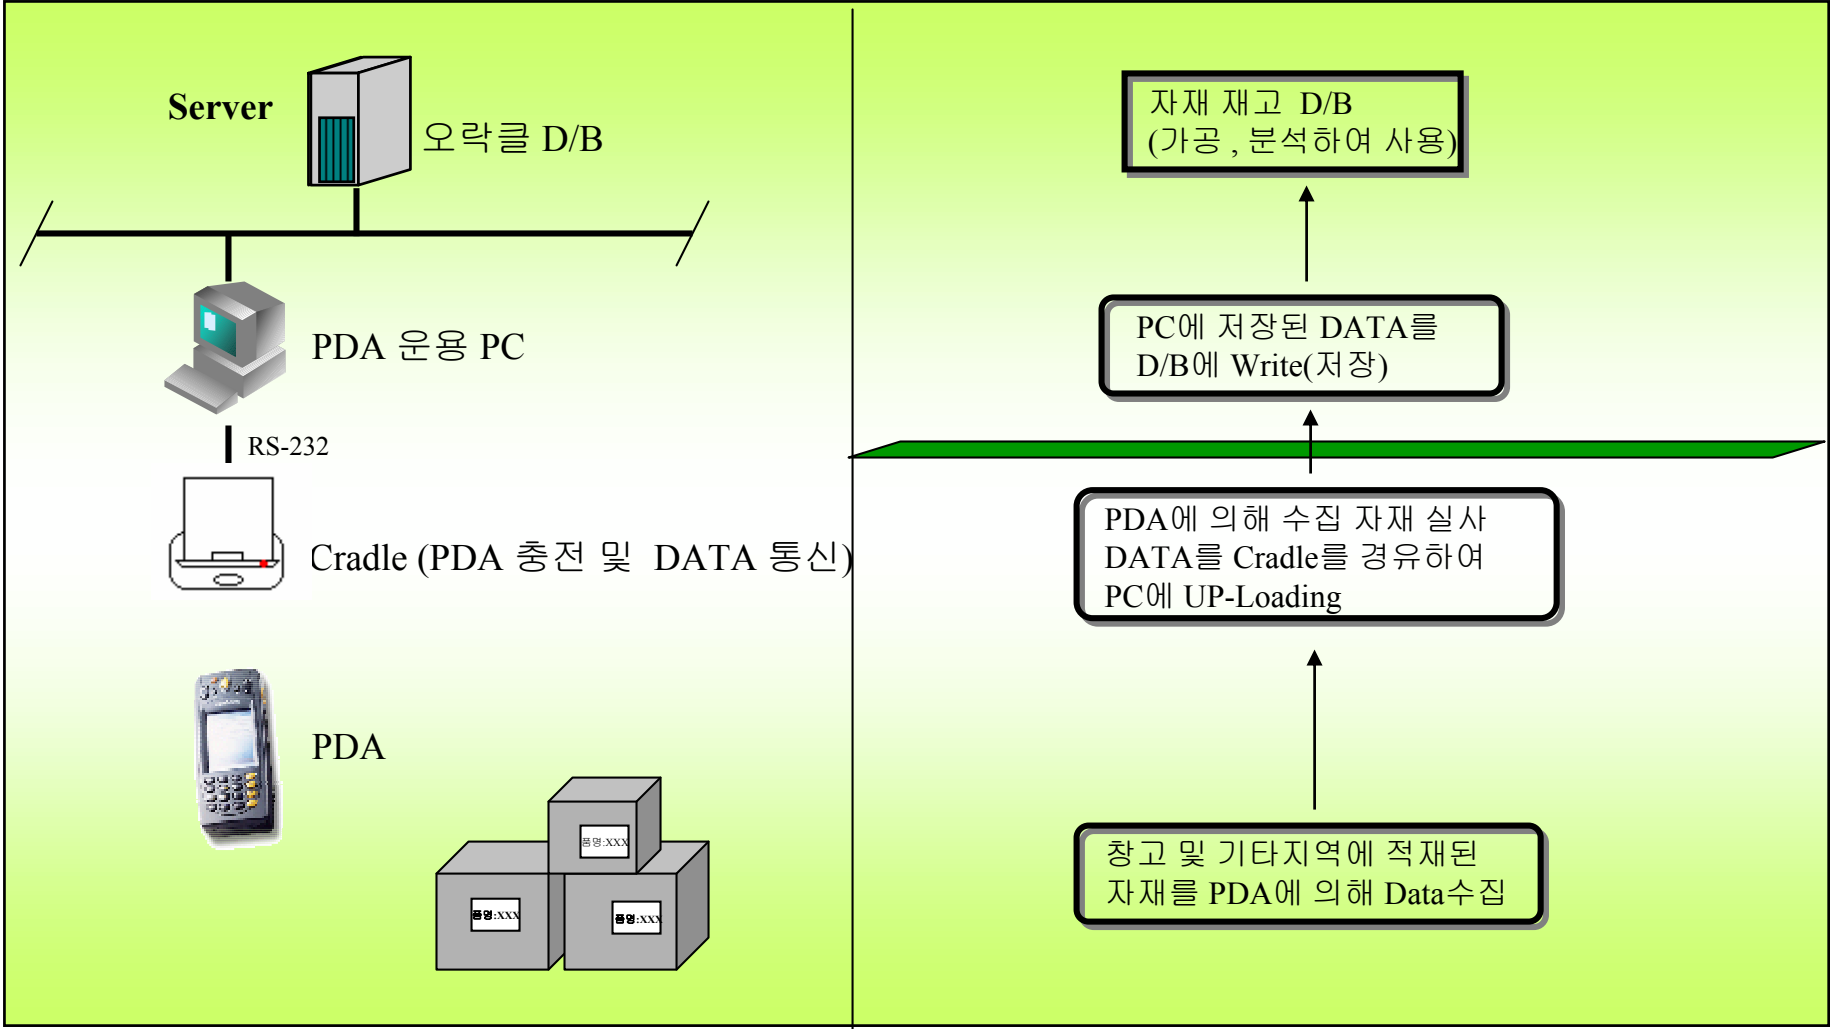 Server
오락클 D/B
PDA 운용 PC
RS-232
Cradle (PDA 충전 및 DATA 통신)
PDA
품명:XXX
품명:XXX
품명:XXX
자재 재고 D/B
(가공 , 분석하여 사용)
PC에 저장된 DATA를
D/B에 Write(저장)
PDA에 의해 수집 자재 실사
DATA를 Cradle를 경유하여
PC에 UP-Loading
창고 및 기타지역에 적재된
자재를 PDA에 의해 Data수집